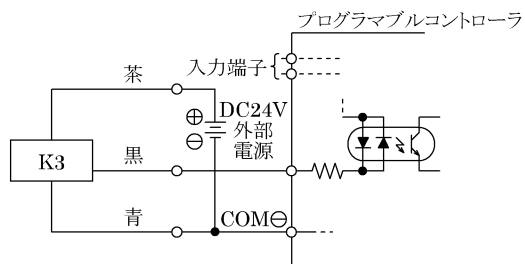 プログラマブルコントローラ
入力端子
茶
DC24V
⊕
外部
⊖
電源
K3
黒
青
COM⊖